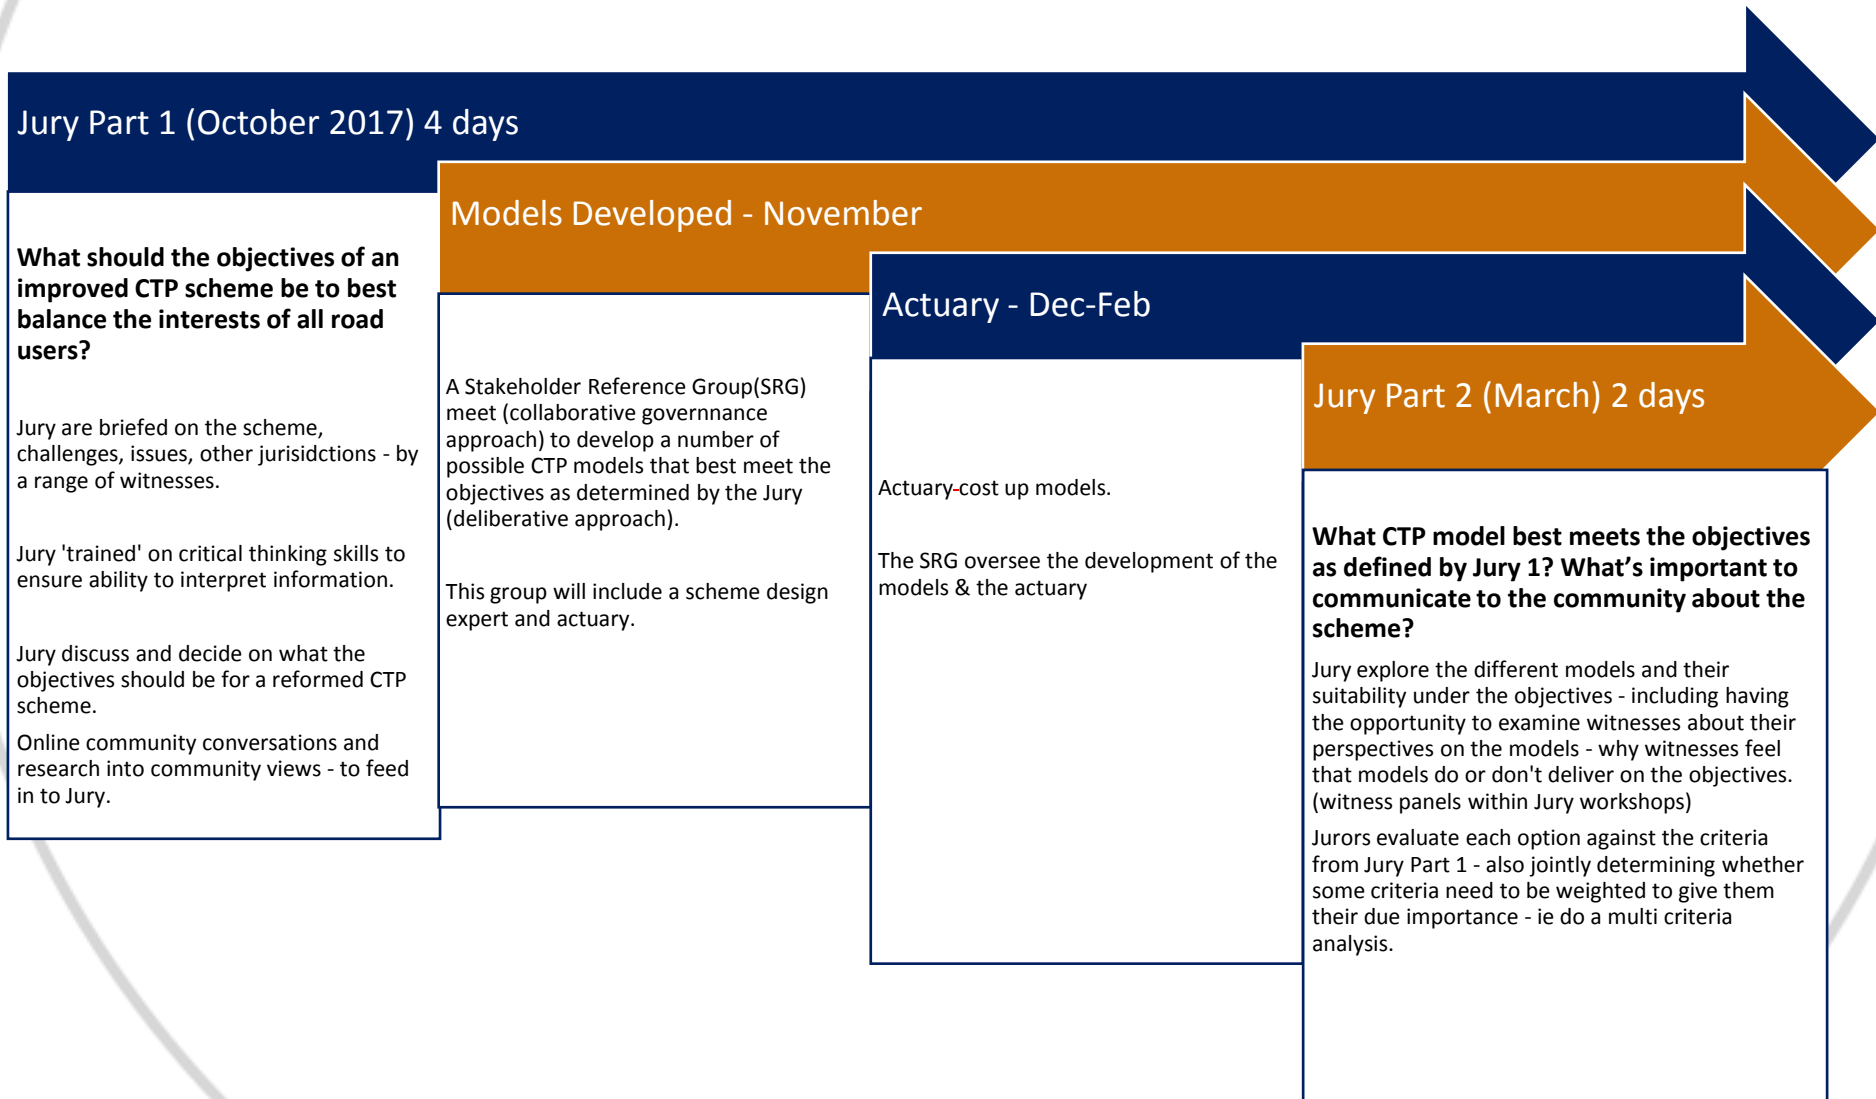 Jury Part 1 (October 2017) 4 days
What should the objectives of an
improved CTP scheme be to best
balance the interests of all road
users?
Jury are briefed on the scheme,
challenges, issues, other jurisidctions - by
a range of witnesses.
Jury 'trained' on critical thinking skills to
ensure ability to interpret information.
Jury discuss and decide on what the
objectives should be for a reformed CTP
scheme.
Online community conversations and
research into community views - to feed
in to Jury.
Models Developed - November
A Stakeholder Reference Group(SRG)
meet (collaborative governnance
approach) to develop a number of
possible CTP models that best meet the
objectives as determined by the Jury
(deliberative approach).
This group will include a scheme design
expert and actuary.
Actuary - Dec-Feb
Actuary-cost up models.
The SRG oversee the development of the
models & the actuary
Jury Part 2 (March) 2 days
What CTP model best meets the objectives
as defined by Jury 1? What’s important to
communicate to the community about the
scheme?
Jury explore the different models and their
suitability under the objectives - including having
the opportunity to examine witnesses about their
perspectives on the models - why witnesses feel
that models do or don't deliver on the objectives.
(witness panels within Jury workshops)
Jurors evaluate each option against the criteria
from Jury Part 1 - also jointly determining whether
some criteria need to be weighted to give them
their due importance - ie do a multi criteria
analysis.